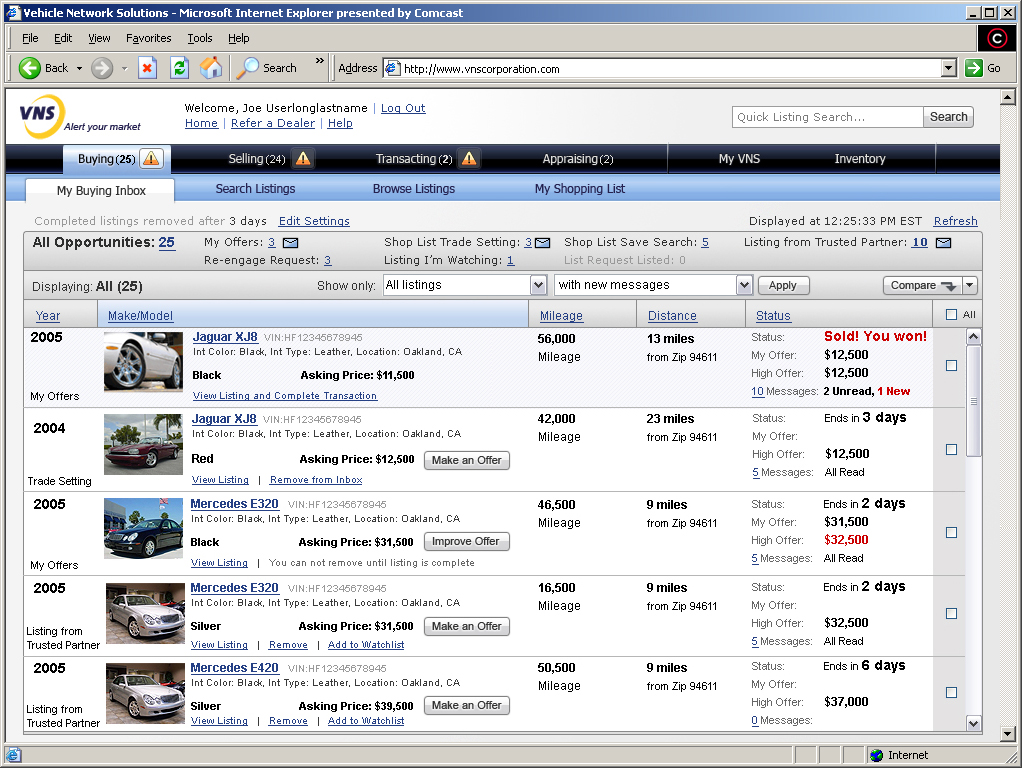 Vehicle Network Solutions - Microsoft Internet Explorer presented by Comcast
File Edit View Favorites Tools Help
Back Search » Address http://www.vnscorporation.com Go
VNS Alert your market
Welcome, Joe Userlonglastname | Log Out
Home | Refer a Dealer | Help
Quick Listing Search... Search
Buying (25) Selling (24) Transacting (2) Appraising (2) My VNS Inventory
My Buying Inbox Search Listings Browse Listings My Shopping List
Completed listings removed after 3 days Edit Settings Displayed at 12:25:33 PM EST Refresh
All Opportunities: 25 My Offers: 3 Shop List Trade Setting: 3 Shop List Save Search: 5 Listing from Trusted Partner: 10
Re-engage Request: 3 Listing I'm Watching: 1 List Request Listed: 0
Displaying: All (25) Show only: All listings with new messages Apply Compare
Year Make/Model Mileage Distance Status All
2005 Jaguar XJ8 VIN:HF12345678945 56,000 13 miles Status: Sold! You won!
Int Color: Black, Int Type: Leather, Location: Oakland, CA Mileage from Zip 94611 My Offer: $12,500
Black Asking Price: $11,500 High Offer: $12,500
My Offers View Listing and Complete Transaction 10 Messages: 2 Unread, 1 New
2004 Jaguar XJ8 VIN:HF12345678945 42,000 23 miles Status: Ends in 3 days
Int Color: Black, Int Type: Leather, Location: Oakland, CA Mileage from Zip 94611 My Offer:
Red Asking Price: $12,500 Make an Offer High Offer: $12,500
Trade Setting View Listing | Remove from Inbox 5 Messages: All Read
2005 Mercedes E320 VIN:HF12345678945 46,500 9 miles Status: Ends in 2 days
Int Color: Black, Int Type: Leather, Location: Oakland, CA Mileage from Zip 94611 My Offer: $31,500
Black Asking Price: $31,500 Improve Offer High Offer: $32,500
My Offers View Listing | You can not remove until listing is complete 5 Messages: All Read
2005 Mercedes E320 VIN:HF12345678945 16,500 9 miles Status: Ends in 2 days
Int Color: Black, Int Type: Leather, Location: Oakland, CA Mileage from Zip 94611 My Offer:
Silver Asking Price: $31,500 Make an Offer High Offer: $32,500
Listing from Trusted Partner View Listing | Remove | Add to Watchlist 5 Messages: All Read
2005 Mercedes E420 VIN:HF12345678945 50,500 9 miles Status: Ends in 6 days
Int Color: Black, Int Type: Leather, Location: Oakland, CA Mileage from Zip 94611 My Offer:
Silver Asking Price: $39,500 Make an Offer High Offer: $37,000
Listing from Trusted Partner View Listing | Remove | Add to Watchlist 0 Messages:
Internet